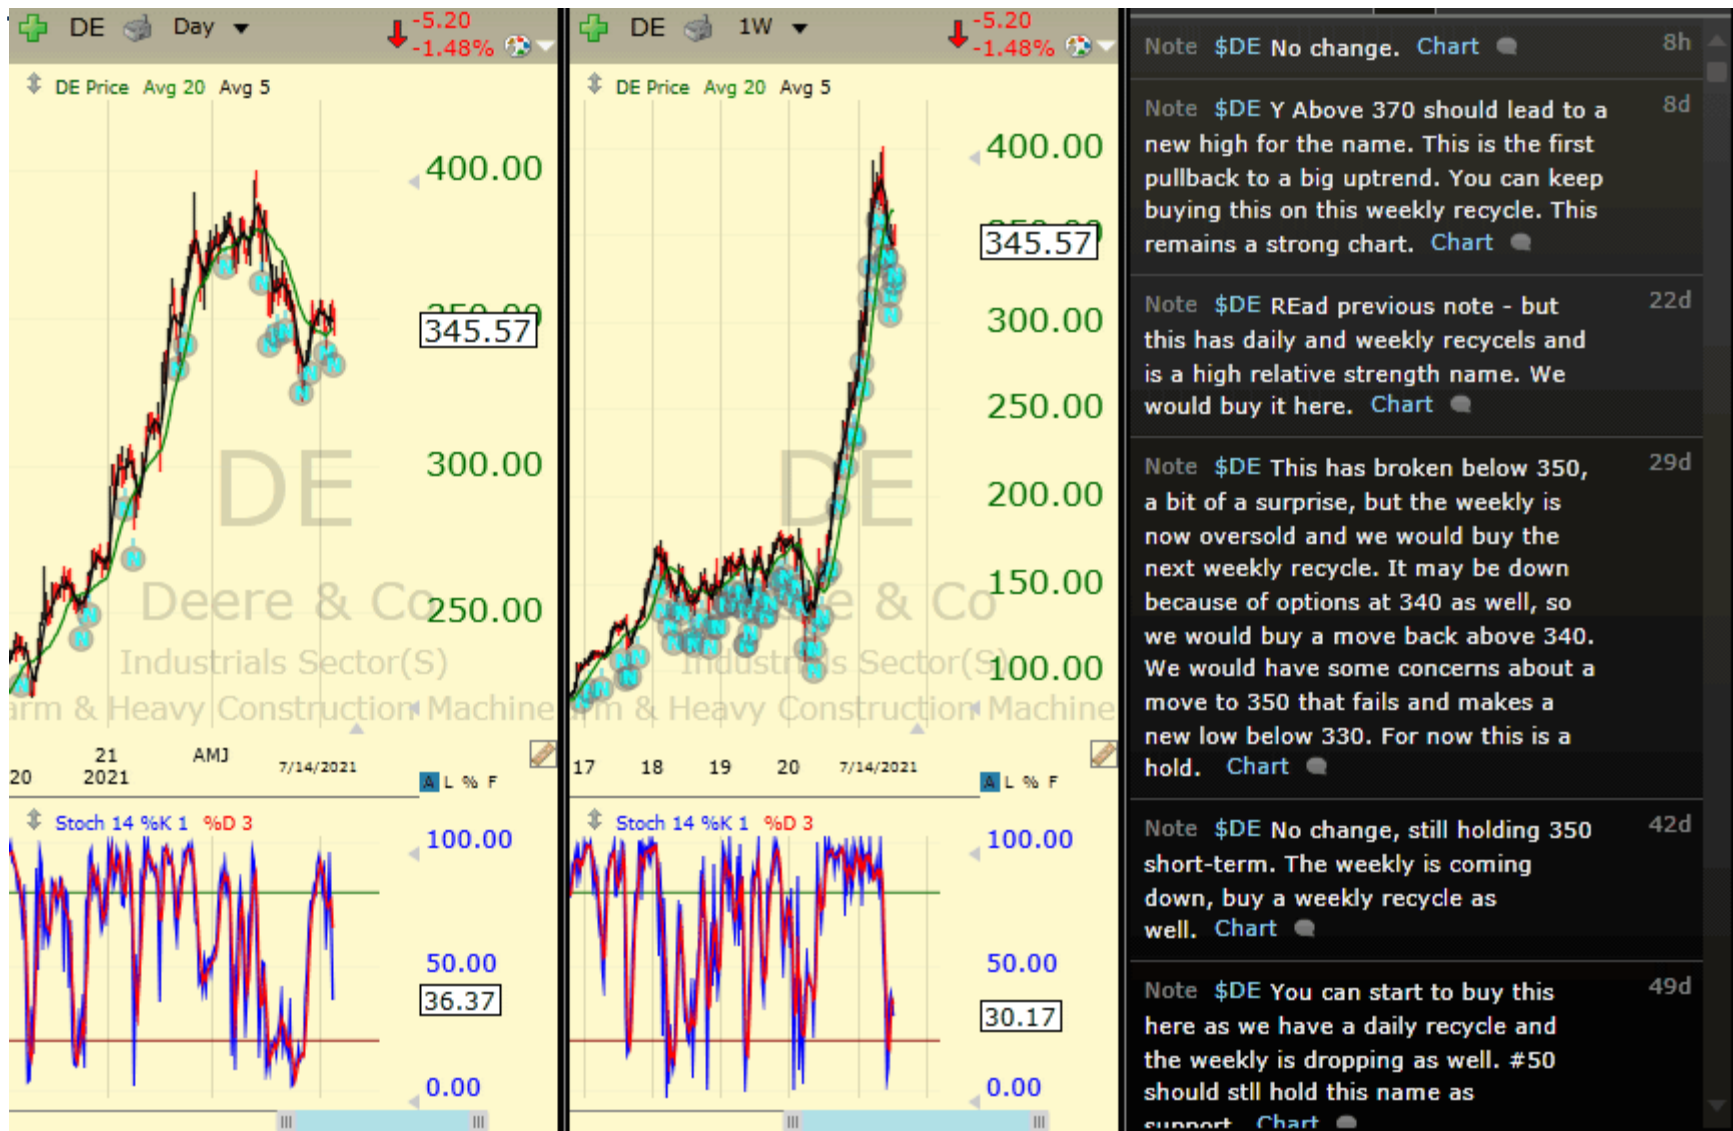 DE Day -5.20
-1.48%
DE Price Avg 20 Avg 5
400.00
345.57
300.00
250.00
DE
Deere & Co
Industrials Sector(S)
arm & Heavy Construction Machine
20 21 AMJ 7/14/2021
2021
A L % F
Stoch 14 %K 1 %D 3
100.00
50.00
36.37
0.00
DE 1W -5.20
-1.48%
DE Price Avg 20 Avg 5
400.00
345.57
300.00
250.00
200.00
150.00
100.00
DE
e & Co
Industrials Sector(S)
rm & Heavy Construction Machine
17 18 19 20 7/14/2021
A L % F
Stoch 14 %K 1 %D 3
100.00
50.00
30.17
0.00
Note $DE No change. Chart 8h
Note $DE Y Above 370 should lead to a 8d
new high for the name. This is the first
pullback to a big uptrend. You can keep
buying this on this weekly recycle. This
remains a strong chart. Chart
Note $DE REad previous note - but 22d
this has daily and weekly recycels and
is a high relative strength name. We
would buy it here. Chart
Note $DE This has broken below 350, 29d
a bit of a surprise, but the weekly is
now oversold and we would buy the
next weekly recycle. It may be down
because of options at 340 as well, so
we would buy a move back above 340.
We would have some concerns about a
move to 350 that fails and makes a
new low below 330. For now this is a
hold. Chart
Note $DE No change, still holding 350 42d
short-term. The weekly is coming
down, buy a weekly recycle as
well. Chart
Note $DE You can start to buy this 49d
here as we have a daily recycle and
the weekly is dropping as well. #50
should stll hold this name as
support. Chart